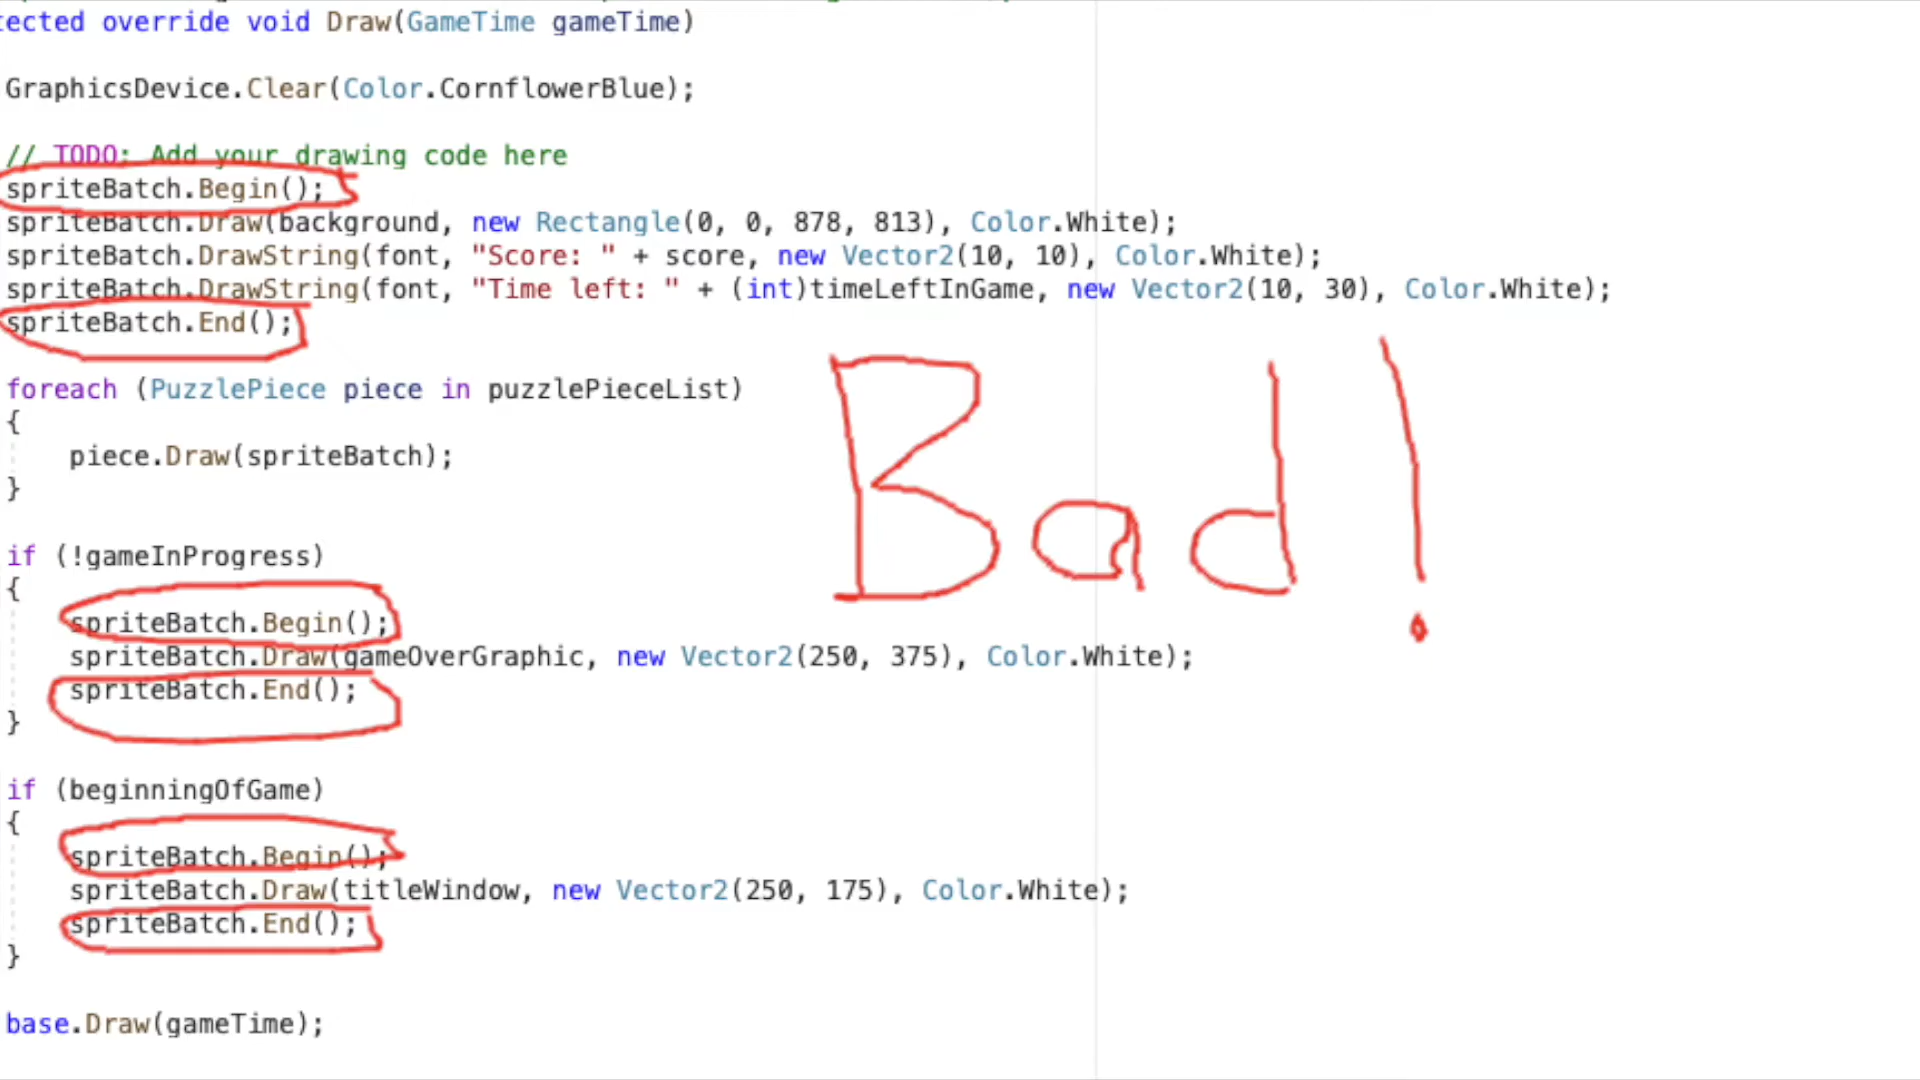 tected override void Draw(GameTime gameTime)
GraphicsDevice.Clear(Color.CornflowerBlue);
// TODO: Add your drawing code here
spriteBatch.Begin();
spriteBatch.Draw(background, new Rectangle(0, 0, 878, 813), Color.White);
spriteBatch.DrawString(font, "Score: " + score, new Vector2(10, 10), Color.White);
spriteBatch.DrawString(font, "Time left: " + (int)timeLeftInGame, new Vector2(10, 30), Color.White);
spriteBatch.End();
foreach (PuzzlePiece piece in puzzlePieceList)
{
piece.Draw(spriteBatch);
}
Bad!
if (!gameInProgress)
{
spriteBatch.Begin();
spriteBatch.Draw(gameOverGraphic, new Vector2(250, 375), Color.White);
spriteBatch.End();
}
if (beginningOfGame)
{
spriteBatch.Begin();
spriteBatch.Draw(titleWindow, new Vector2(250, 175), Color.White);
spriteBatch.End();
}
base.Draw(gameTime);